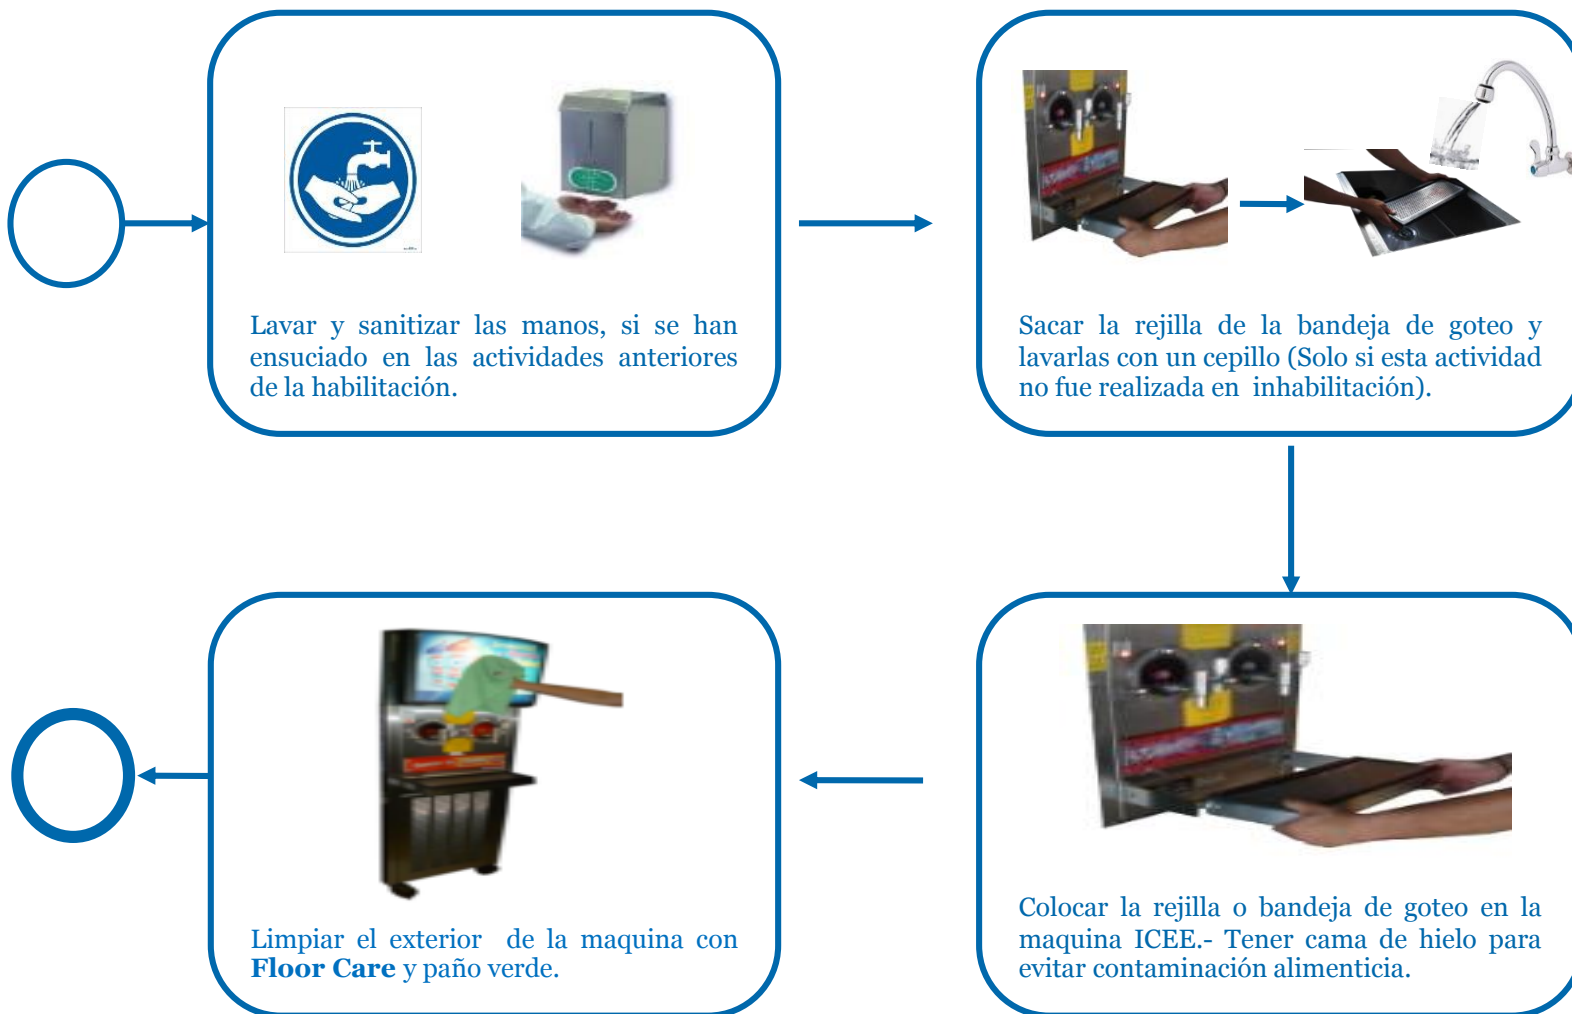 Lavar y sanitizar las manos, si se han
ensuciado en las actividades anteriores
de la habilitación.
Sacar la rejilla de la bandeja de goteo y
lavarlas con un cepillo (Solo si esta actividad
no fue realizada en inhabilitación).
Colocar la rejilla o bandeja de goteo en la
maquina ICEE.- Tener cama de hielo para
evitar contaminación alimenticia.
Limpiar el exterior de la maquina con
Floor Care y paño verde.